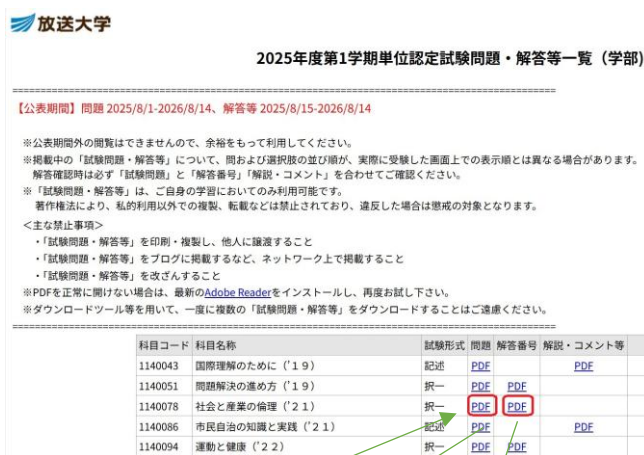 放送大学
2025年度第1学期単位認定試験問題・解答等一覧（学部)
==========================================================================================
【公表期間】問題 2025/8/1-2026/8/14、解答等 2025/8/15-2026/8/14
※公表期間外の閲覧はできませんので、余裕をもって利用してください。
※掲載中の「試験問題・解答等」について、問および選択肢の並び順が、実際に受験した画面上での表示順とは異なる場合があります。
解答確認時は必ず「試験問題」と「解答番号」「解説・コメント」を合わせてご確認ください。
※「試験問題・解答等」は、ご自身の学習においてのみ利用可能です。
著作権法により、私的利用以外での複製、転載などは禁止されており、違反した場合は懲戒の対象となります。
＜主な禁止事項＞
・「試験問題・解答等」を印刷・複製し、他人に譲渡すること
・「試験問題・解答等」をブログに掲載するなど、ネットワーク上で掲載すること
・「試験問題・解答等」を改ざんすること
※PDFを正常に開けない場合は、最新のAdobe Readerをインストールし、再度お試し下さい。
※ダウンロードツール等を用いて、一度に複数の「試験問題・解答等」をダウンロードすることはご遠慮ください。
==========================================================================================
科目コード 科目名称 試験形式 問題 解答番号 解説・コメント等
1140043 国際理解のために（'１９） 記述 PDF PDF
1140051 問題解決の進め方（'１９） 択一 PDF PDF
1140078 社会と産業の倫理（'２１） 択一 PDF PDF
1140086 市民自治の知識と実践（'２１） 記述 PDF PDF
1140094 運動と健康（'２２） 択一 PDF PDF